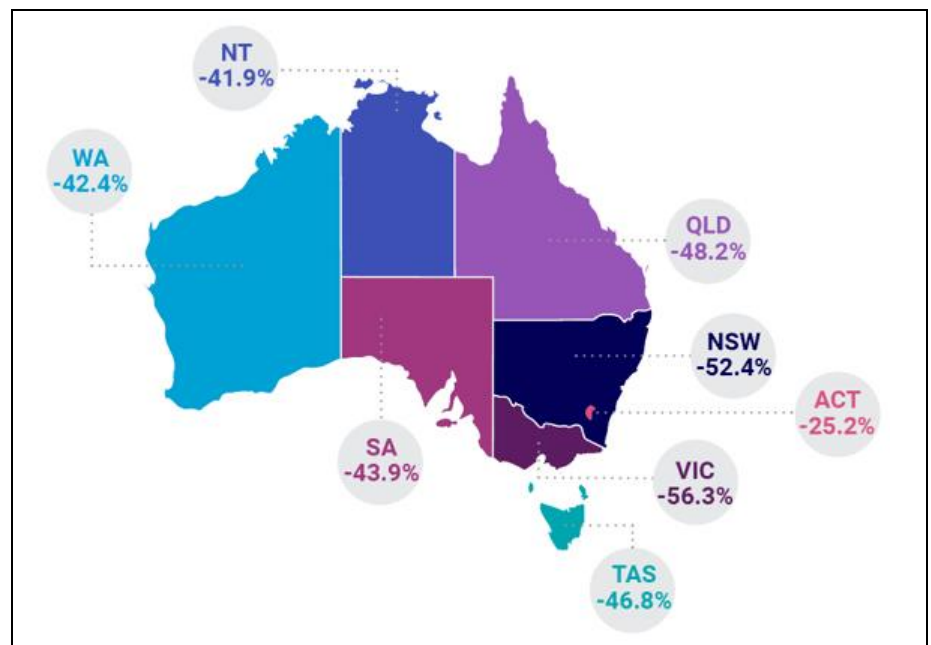 NT
-41.9%
WA
-42.4%
QLD
-48.2%
NSW
-52.4%
ACT
-25.2%
SA
-43.9%
VIC
-56.3%
TAS
-46.8%